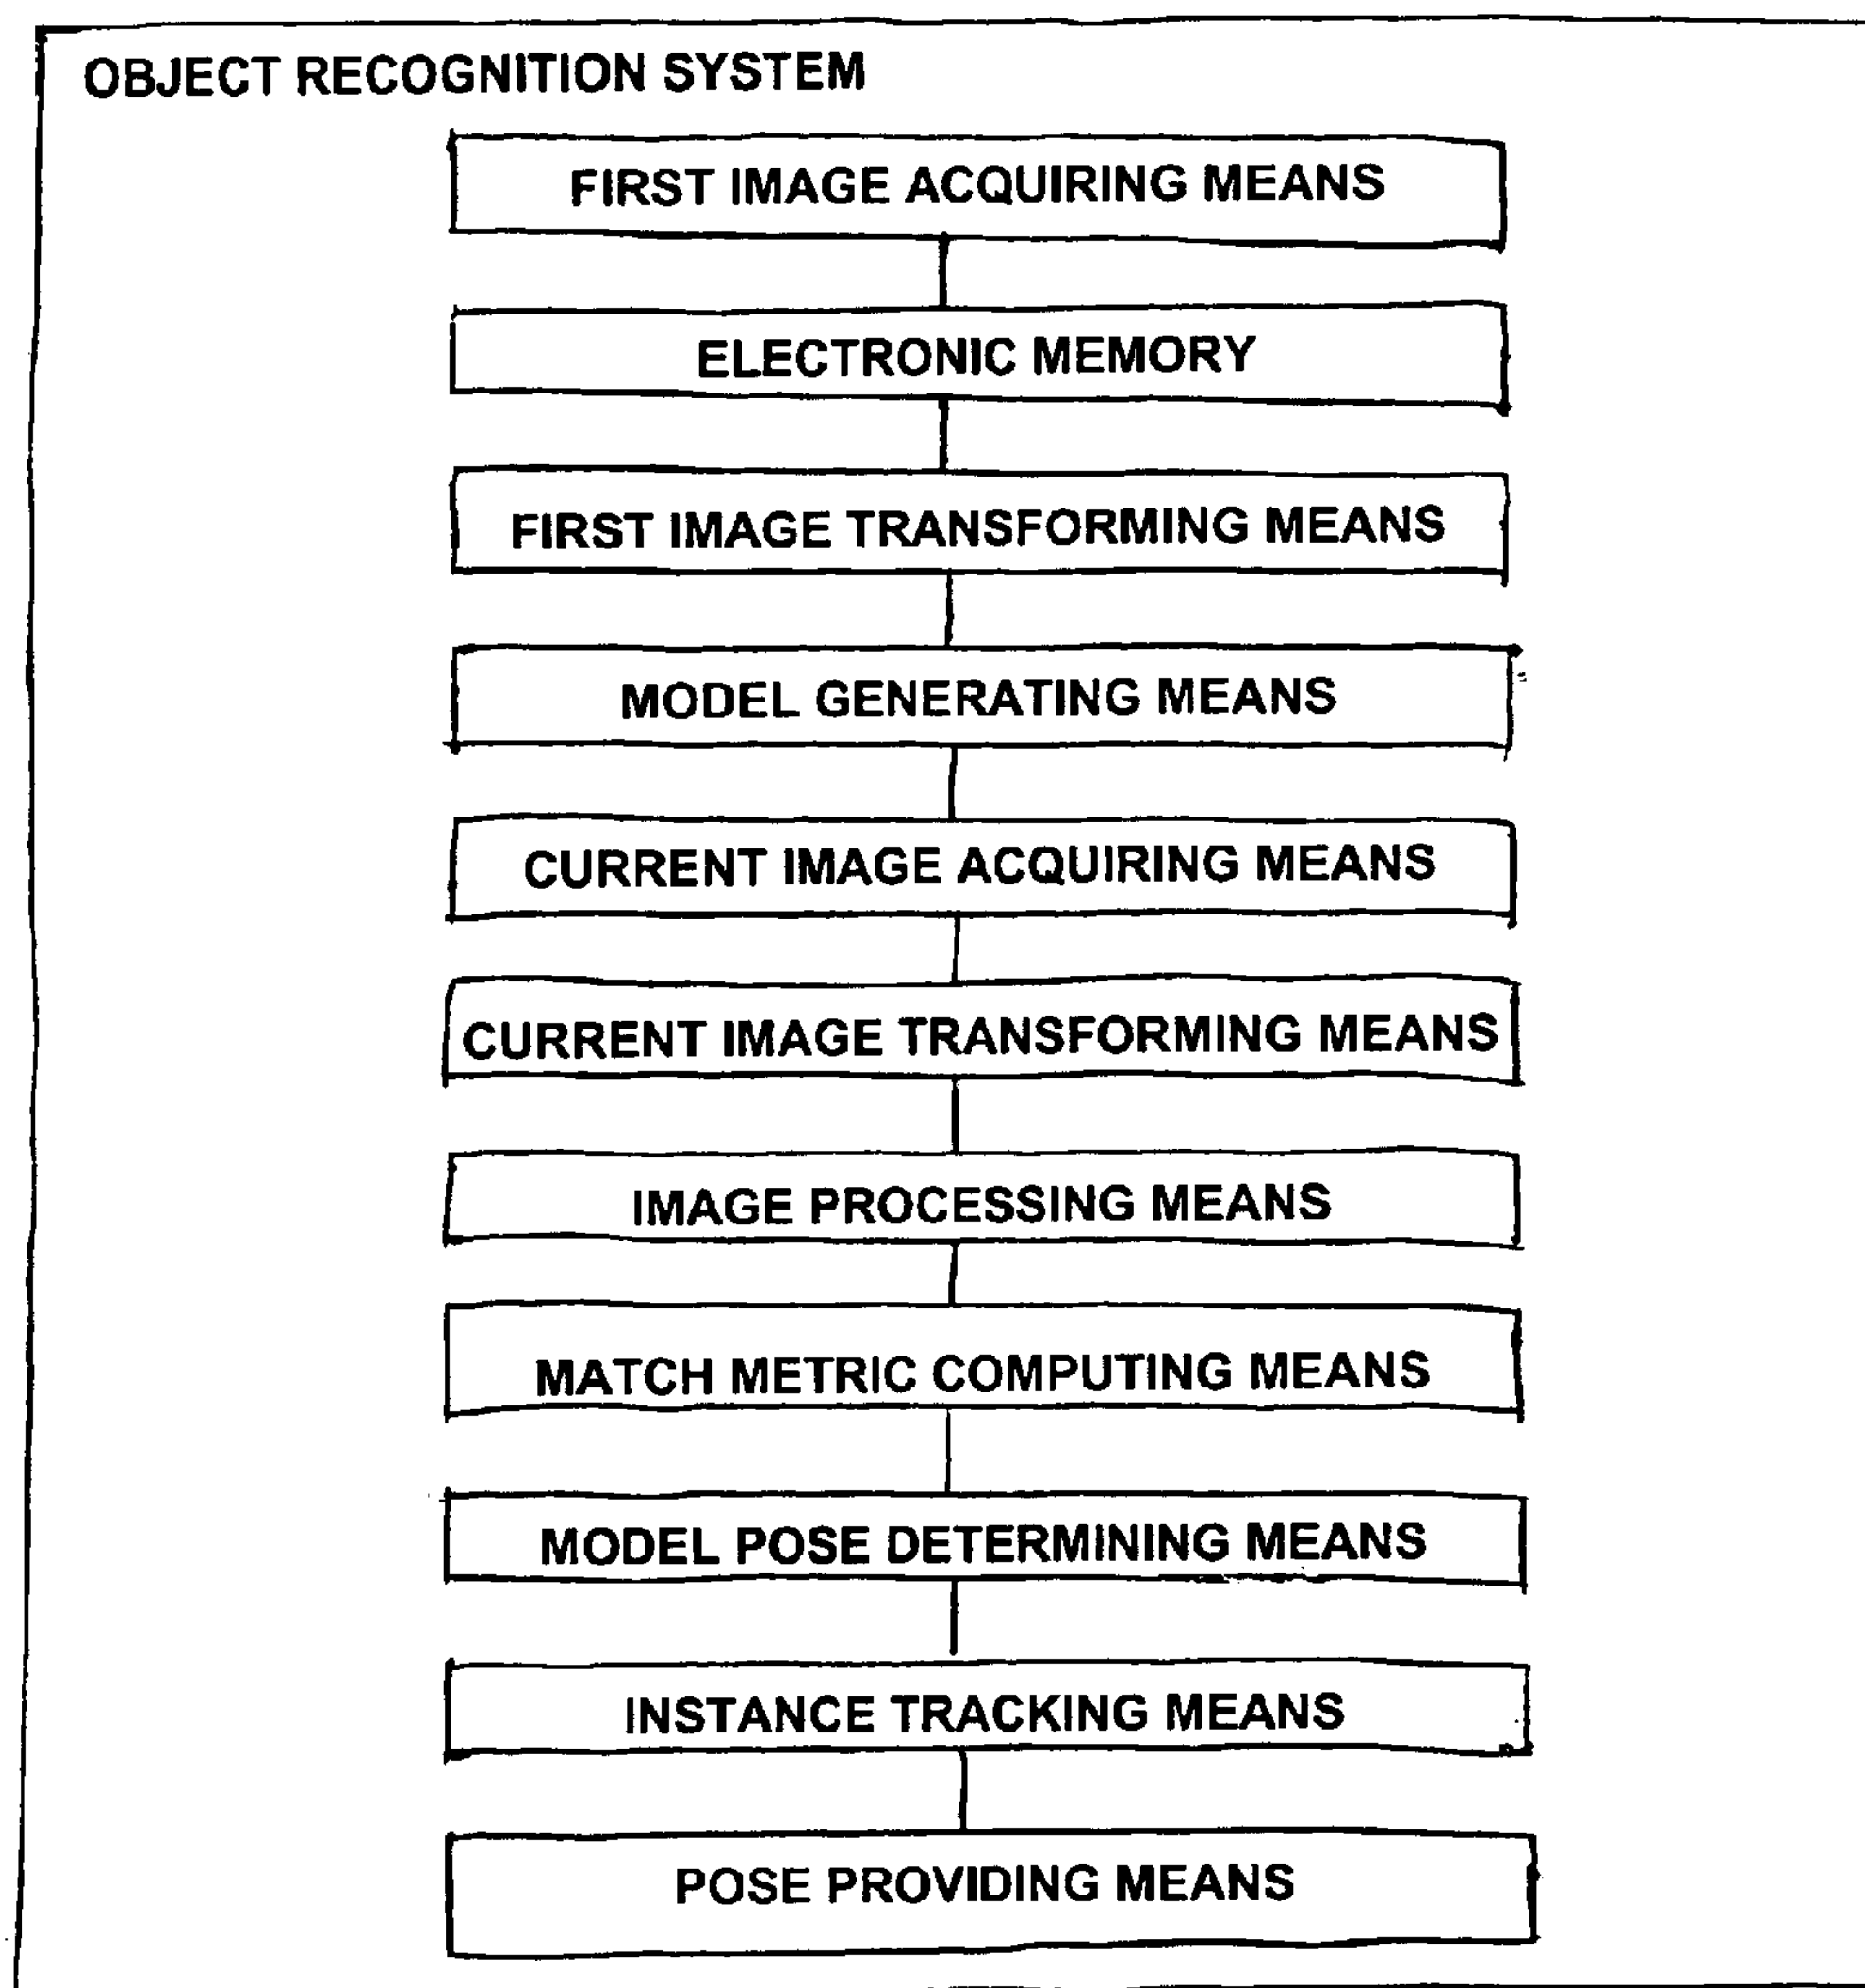 OBJECT RECOGNITION SYSTEM
FIRST IMAGE ACQUIRING MEANS
ELECTRONIC MEMORY
FIRST IMAGE TRANSFORMING MEANS
MODEL GENERATING MEANS
CURRENT IMAGE ACQUIRING MEANS
CURRENT IMAGE TRANSFORMING MEANS
IMAGE PROCESSING MEANS
MATCH METRIC COMPUTING MEANS
MODEL POSE DETERMINING MEANS
INSTANCE TRACKING MEANS
POSE PROVIDING MEANS